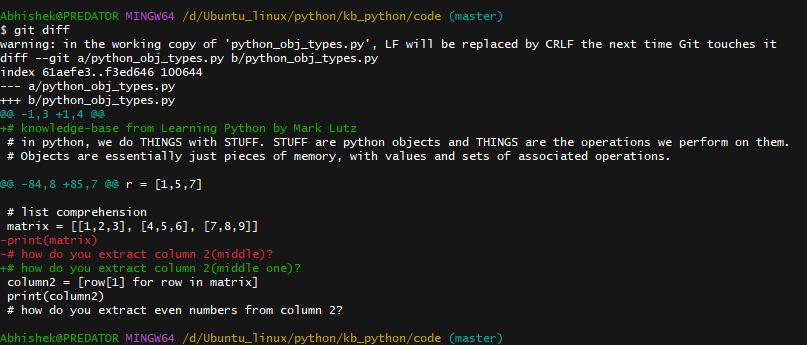 Abhishek@PREDATOR MINGW64 /d/Ubuntu_linux/python/kb_python/code (master)
$ git diff
warning: in the working copy of 'python_obj_types.py', LF will be replaced by CRLF the next time Git touches it
diff --git a/python_obj_types.py b/python_obj_types.py
index 61aefe3..f3ed646 100644
--- a/python_obj_types.py
+++ b/python_obj_types.py
@@ -1,3 +1,4 @@
+# knowledge-base from Learning Python by Mark Lutz
 # in python, we do THINGS with STUFF. STUFF are python objects and THINGS are the operations we perform on them.
 # Objects are essentially just pieces of memory, with values and sets of associated operations.
@@ -84,8 +85,7 @@ r = [1,5,7]
 # list comprehension
 matrix = [[1,2,3], [4,5,6], [7,8,9]]
-print(matrix)
-# how do you extract column 2(middle)?
+# how do you extract column 2(middle one)?
 column2 = [row[1] for row in matrix]
 print(column2)
 # how do you extract even numbers from column 2?
Abhishek@PREDATOR MINGW64 /d/Ubuntu_linux/python/kb_python/code (master)